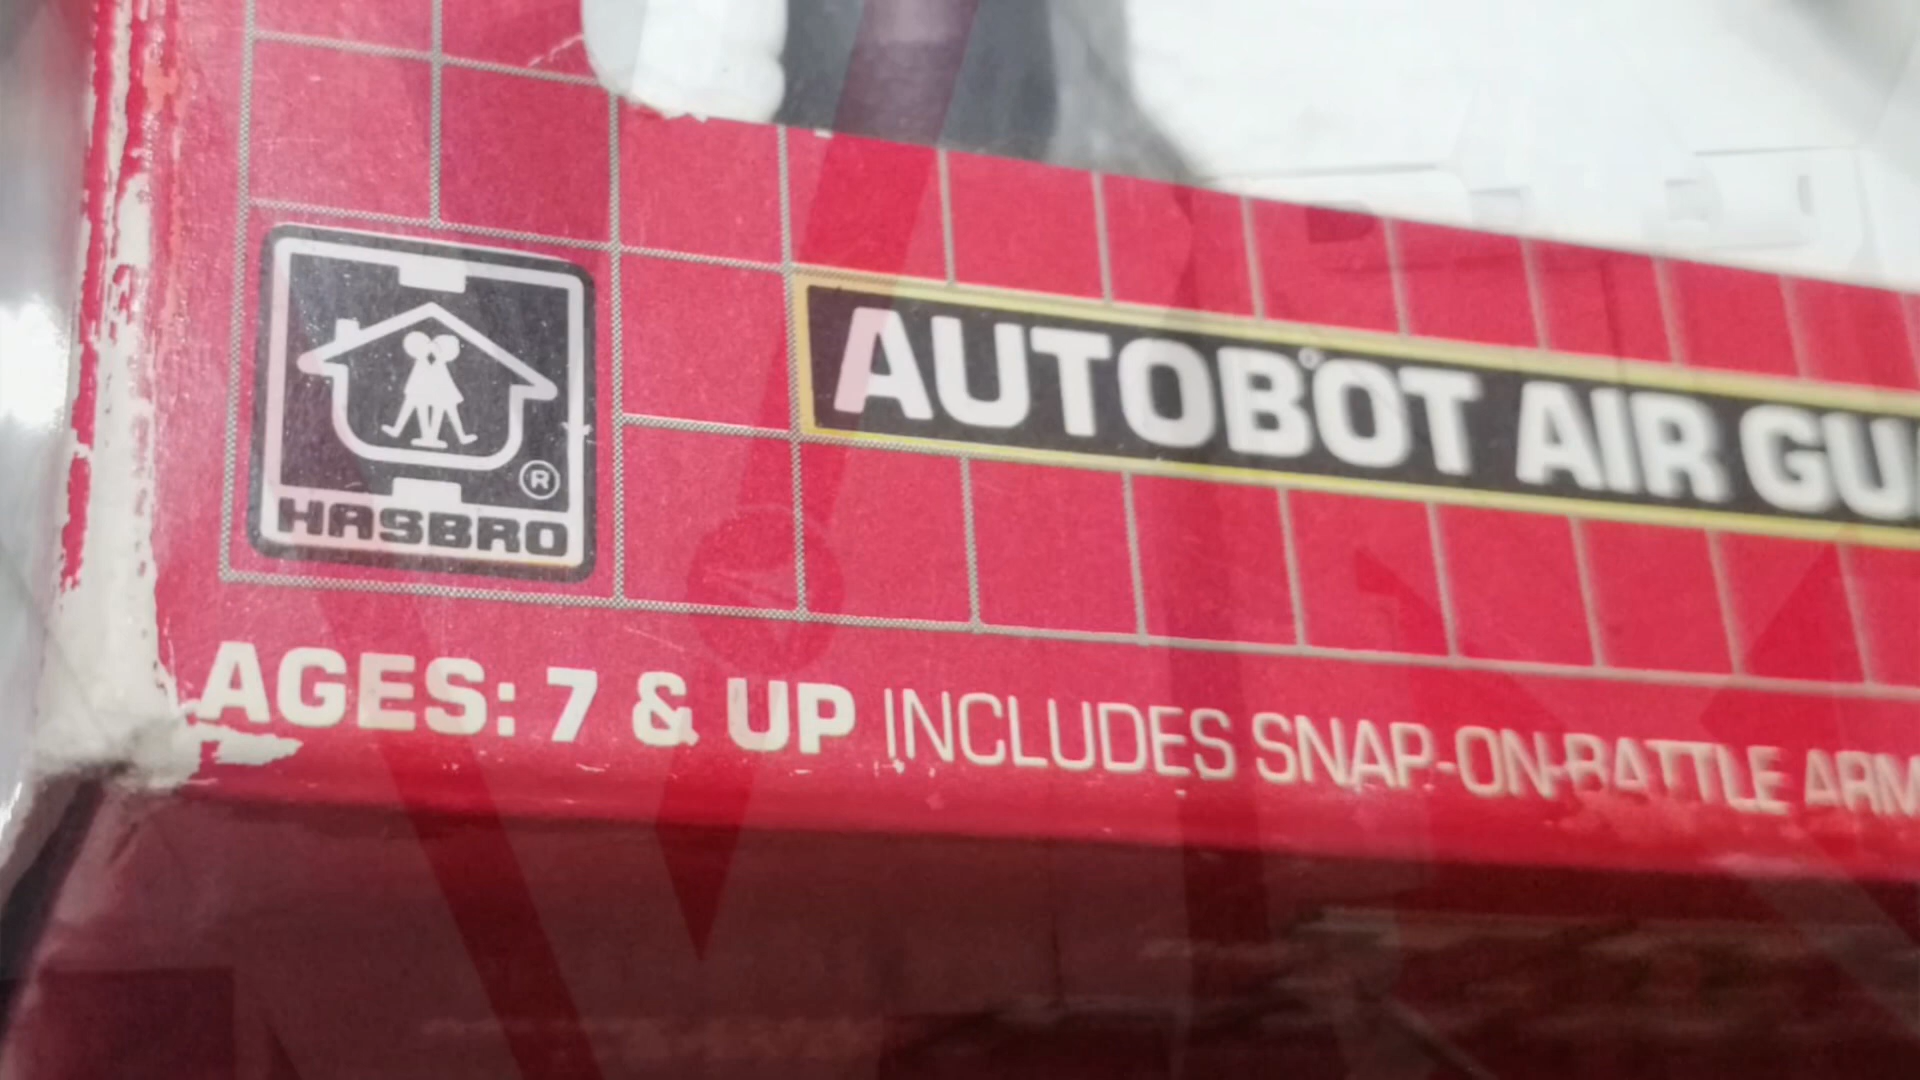 AUTOBOT AIR GU
® HASBRO
AGES: 7 & UP INCLUDES SNAP-ON-BATTLE ARM